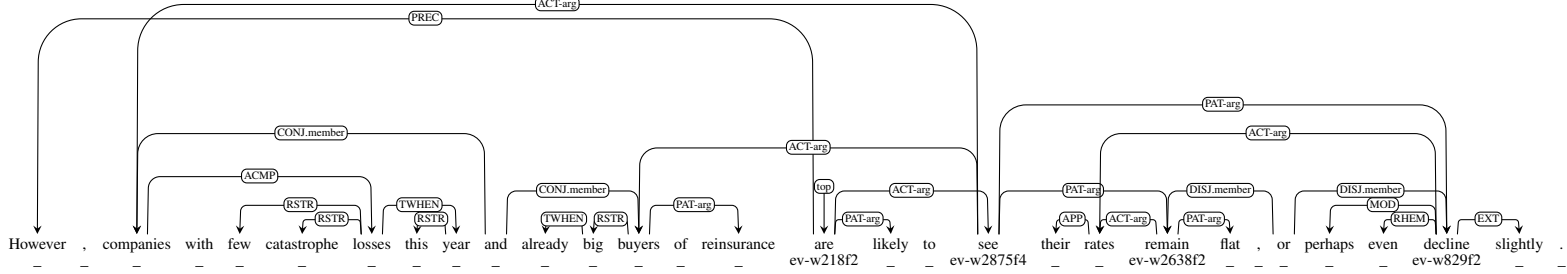 ACT-arg
PREC
PAT-arg
CONJ.member ACT-arg
ACT-arg
ACMP CONJ.member top ACT-arg PAT-arg DISJ.member DISJ.member
RSTR TWHEN PAT-arg MOD
RSTR RSTR TWHEN RSTR PAT-arg APP ACT-arg PAT-arg RHEM EXT
However , companies with few catastrophe losses this year and already big buyers of reinsurance are likely to see their rates remain flat , or perhaps even decline slightly .
ev-w218f2 ev-w2875f4 ev-w2638f2 ev-w829f2
_ _ _ _ _ _ _ _ _ _ _ _ _ _ _ _ _ _ _ _ _ _ _ _ _ _ _ _ _ _